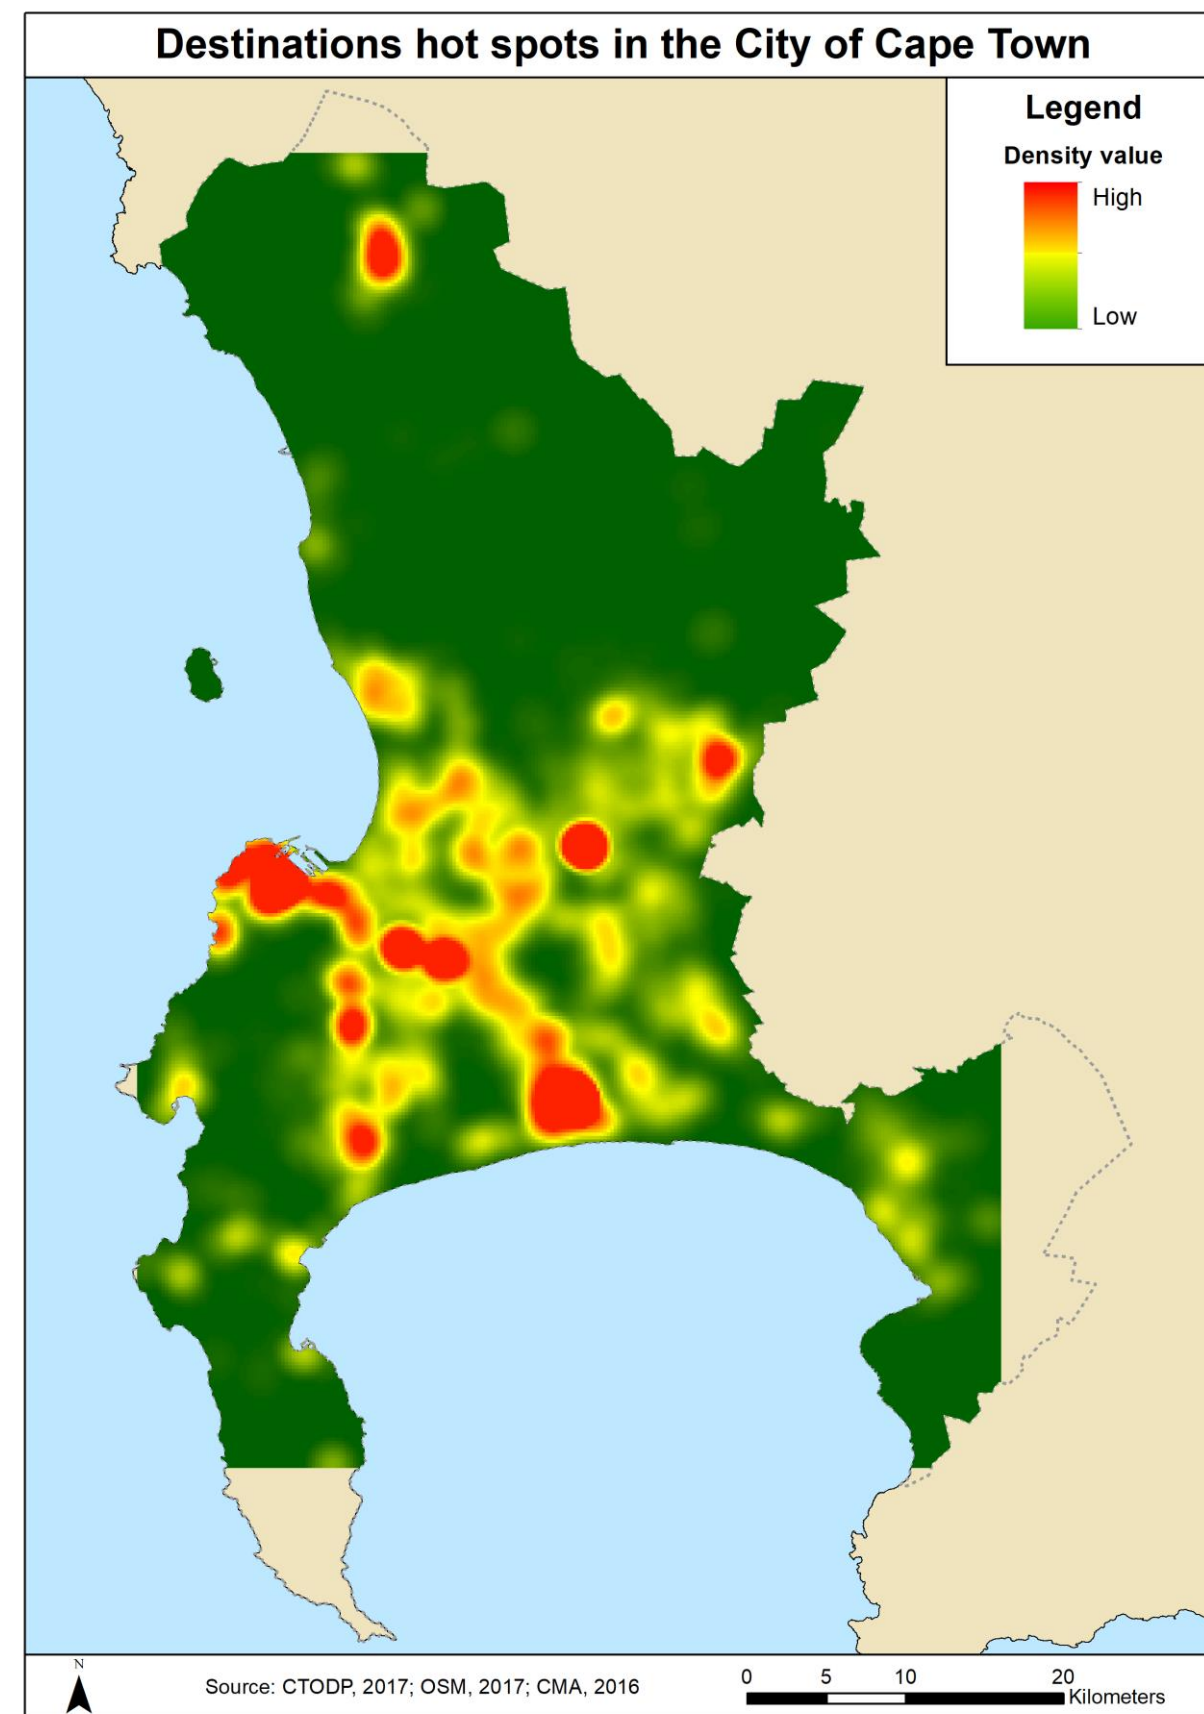 Destinations hot spots in the City of Cape Town
Legend
Density value
High
Low
N
Source: CTODP, 2017; OSM, 2017; CMA, 2016
0 5 10 20
Kilometers